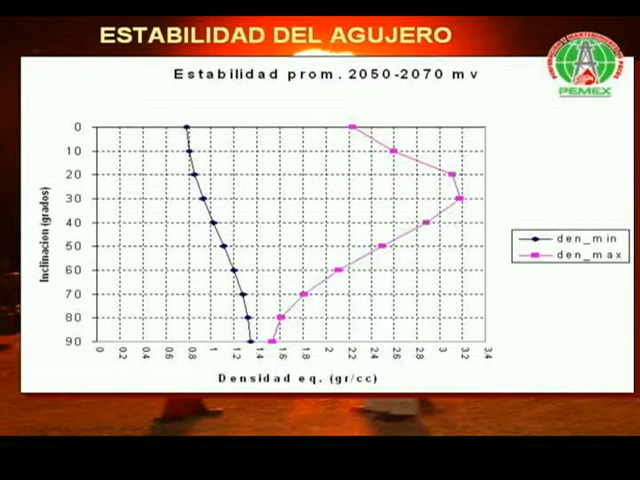 ESTABILIDAD DEL AGUJERO
Estabilidad prom. 2050-2070 mv
PEMEX
0
10
20
30
40
50
60
70
80
90
Inclinacion (grados)
0 0.2 0.4 0.6 0.8 1 1.2 1.4 1.6 1.8 2 2.2 2.4 2.6 2.8 3 3.2 3.4
Densidad eq. (gr/cc)
den_min
den_max